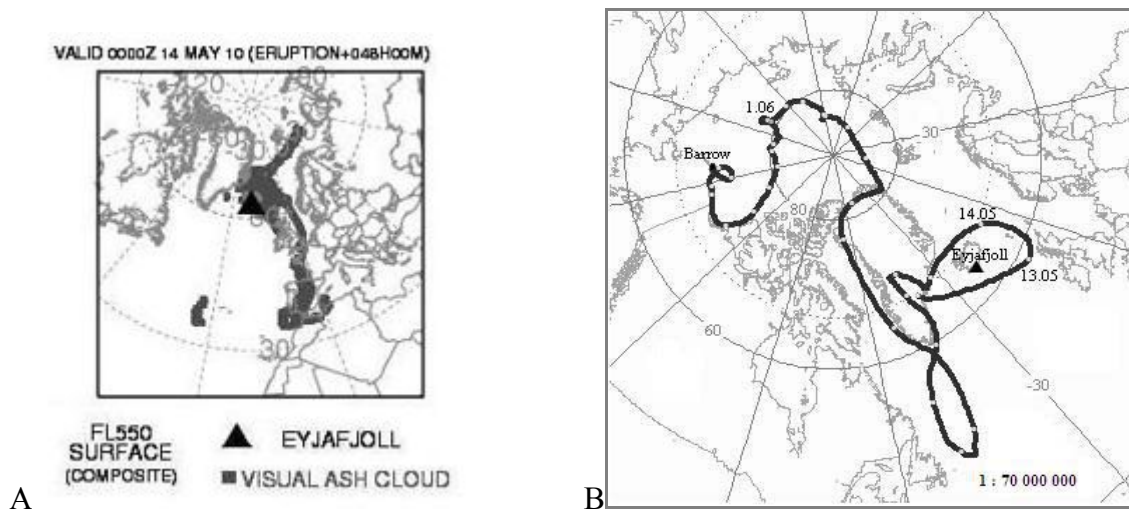 VALID 0000Z 14 MAY 10 (ERUPTION+048H00M)
30
FL550
SURFACE
(COMPOSITE)
EYJAFJOLL
VISUAL ASH CLOUD
A
1.06
30
Barrow
80
14.05
Eyjafjoll
13.05
60
-30
1 : 70 000 000
B